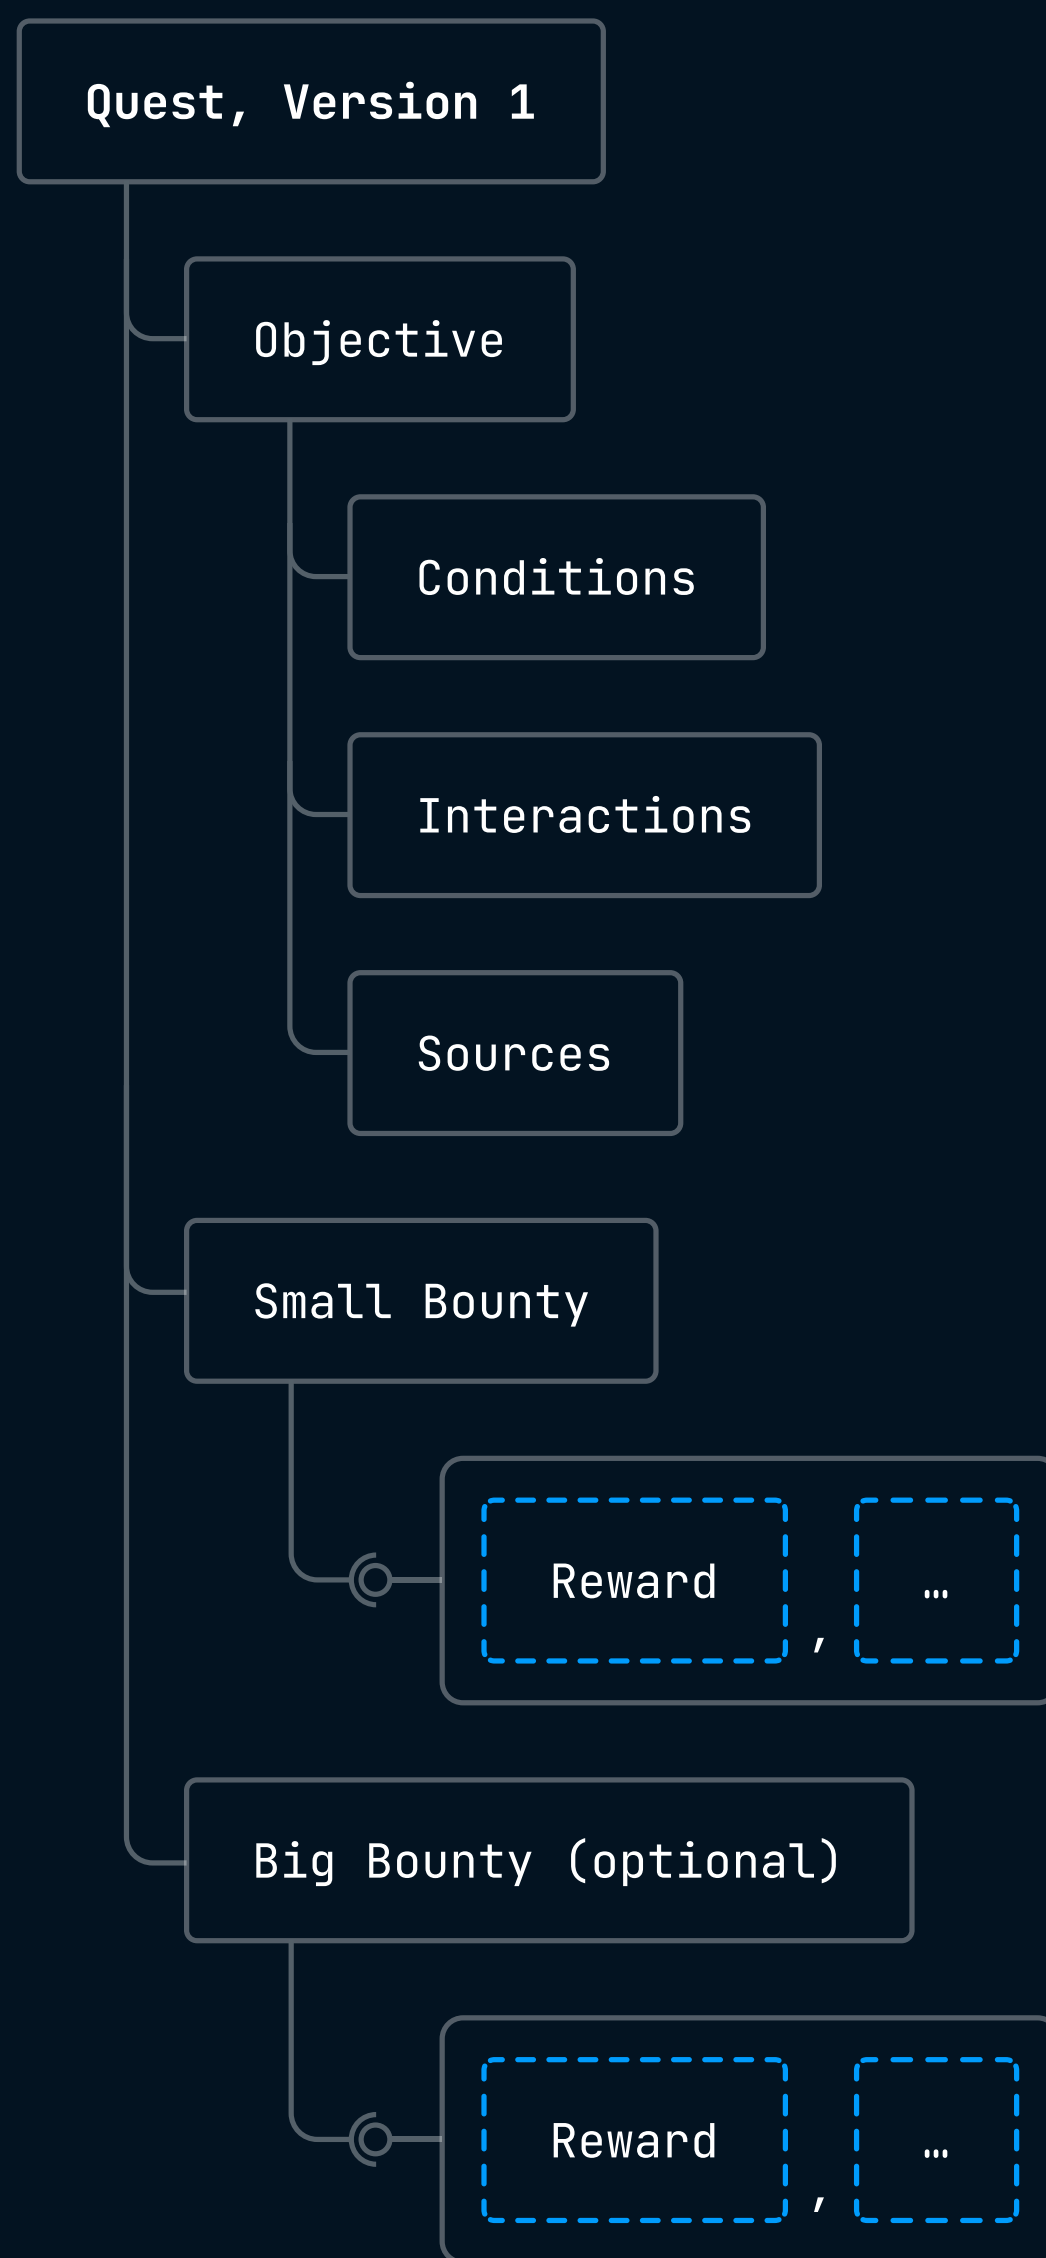 Quest, Version 1
Objective
Conditions
Interactions
Sources
Small Bounty
Reward , …
Big Bounty (optional)
Reward , …